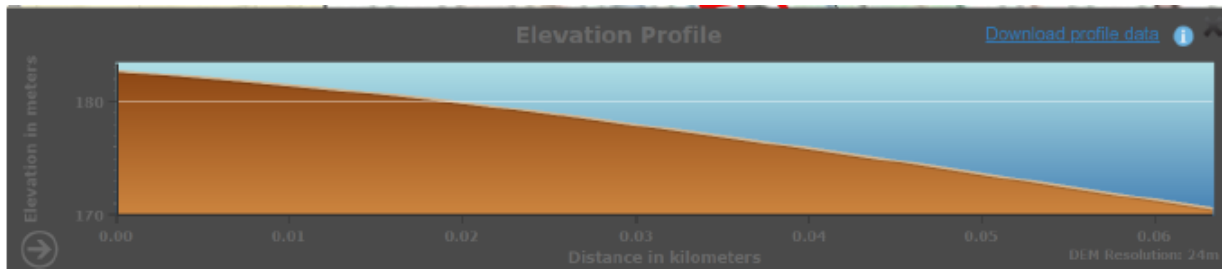 Elevation Profile
Download profile data
Elevation in meters
180
170
0.00 0.01 0.02 0.03 0.04 0.05 0.06
Distance in kilometers
DEM Resolution: 24m